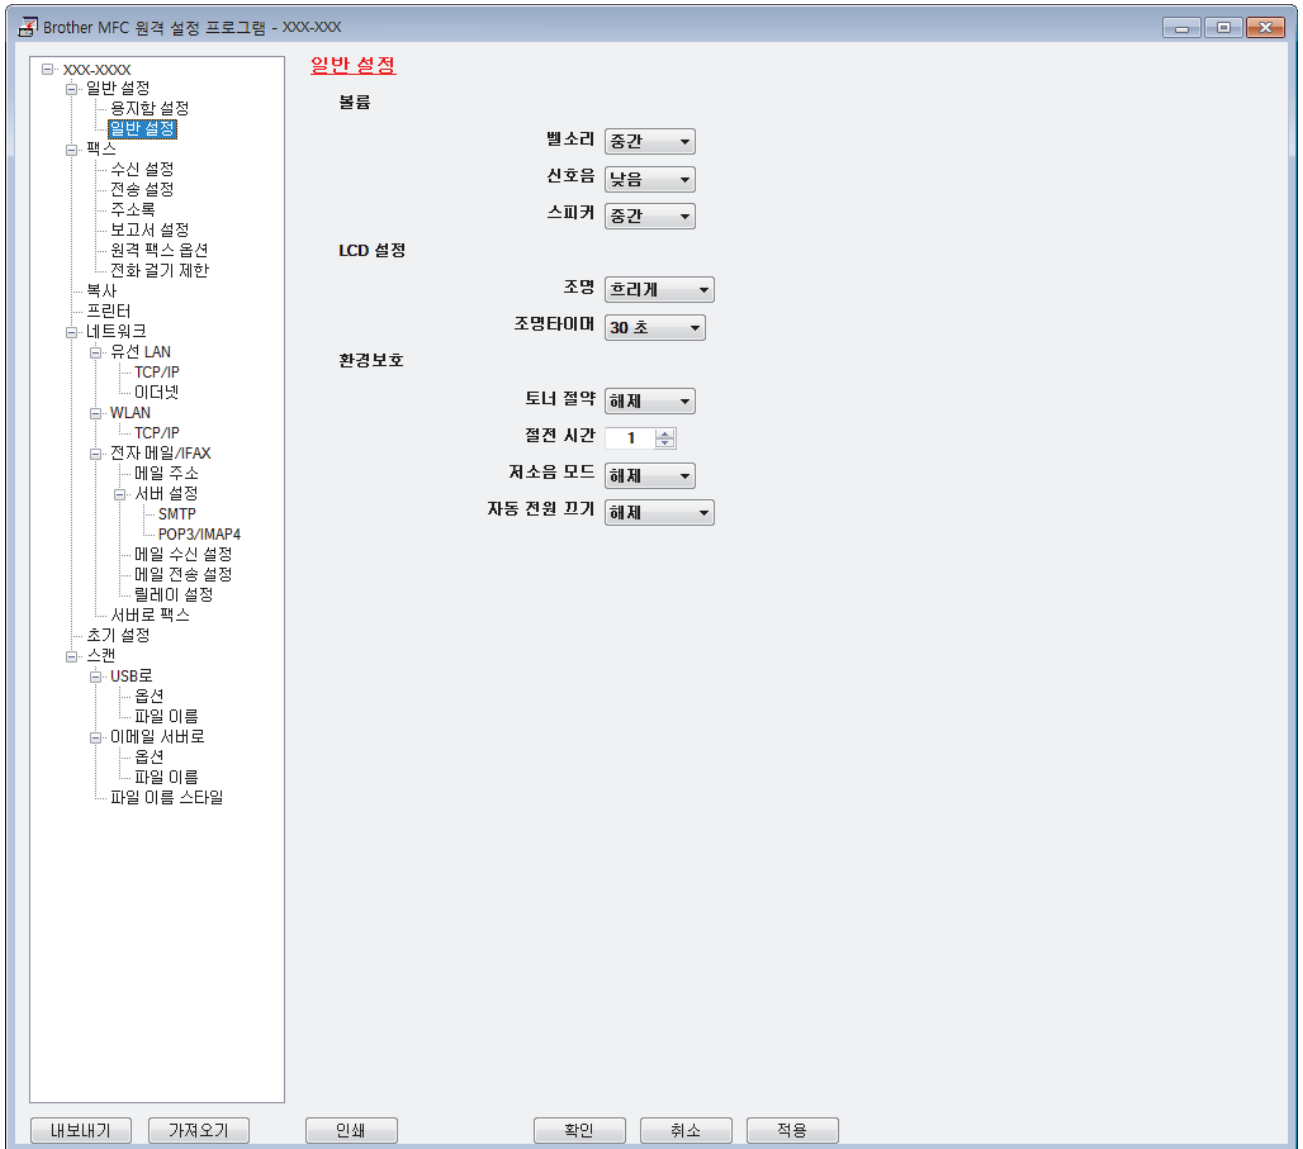 Brother MFC 원격 설정 프로그램 - XXX-XXX
XXX-XXXX
일반 설정
용지함 설정
일반 설정
팩스
수신 설정
전송 설정
주소록
보고서 설정
원격 팩스 옵션
전화 걸기 제한
복사
프린터
네트워크
유선 LAN
TCP/IP
이더넷
WLAN
TCP/IP
전자 메일/IFAX
메일 주소
서버 설정
SMTP
POP3/IMAP4
메일 수신 설정
메일 전송 설정
릴레이 설정
서버로 팩스
초기 설정
스캔
USB로
옵션
파일 이름
이메일 서버로
옵션
파일 이름
파일 이름 스타일
일반 설정
볼륨
벨소리 중간
신호음 낮음
스피커 중간
LCD 설정
조명 흐리게
조명타이머 30 초
환경보호
토너 절약 해제
절전 시간 1
저소음 모드 해제
자동 전원 끄기 해제
내보내기 가져오기 인쇄 확인 취소 적용